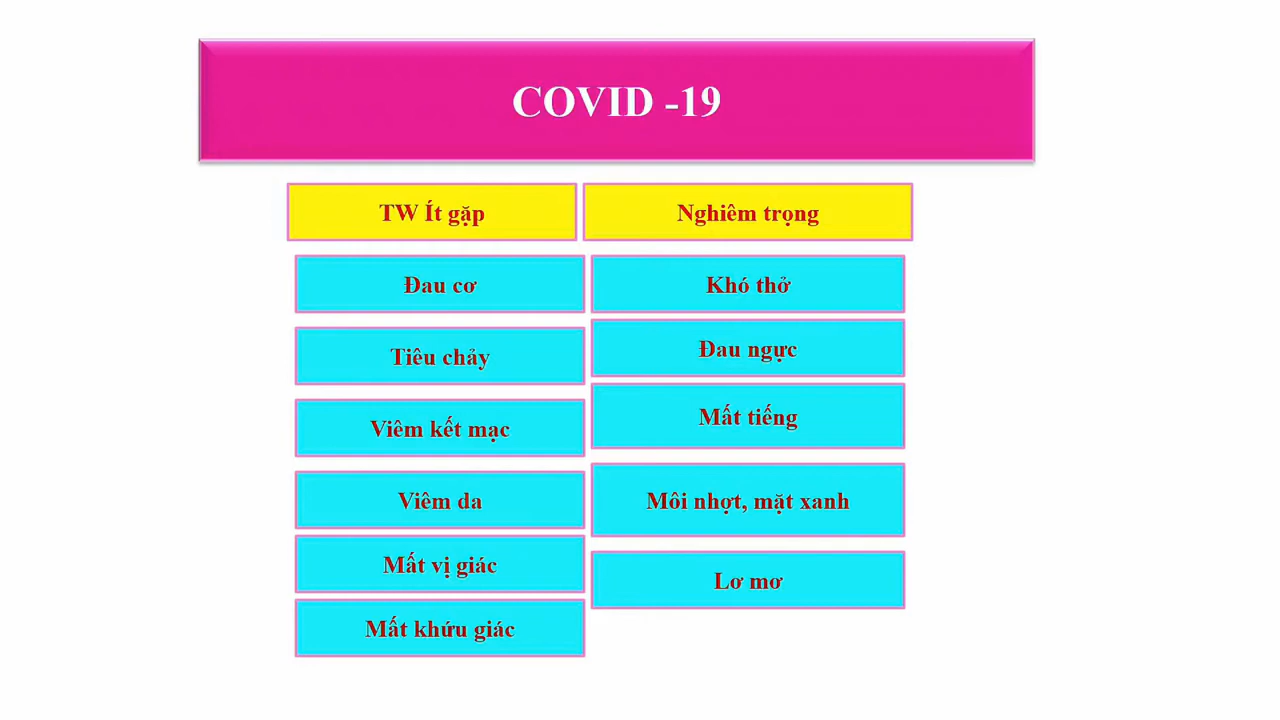 COVID -19
TW Ít gặp
Nghiêm trọng
Đau cơ
Tiêu chảy
Viêm kết mạc
Viêm da
Mất vị giác
Mất khứu giác
Khó thở
Đau ngực
Mất tiếng
Môi nhợt, mặt xanh
Lơ mơ